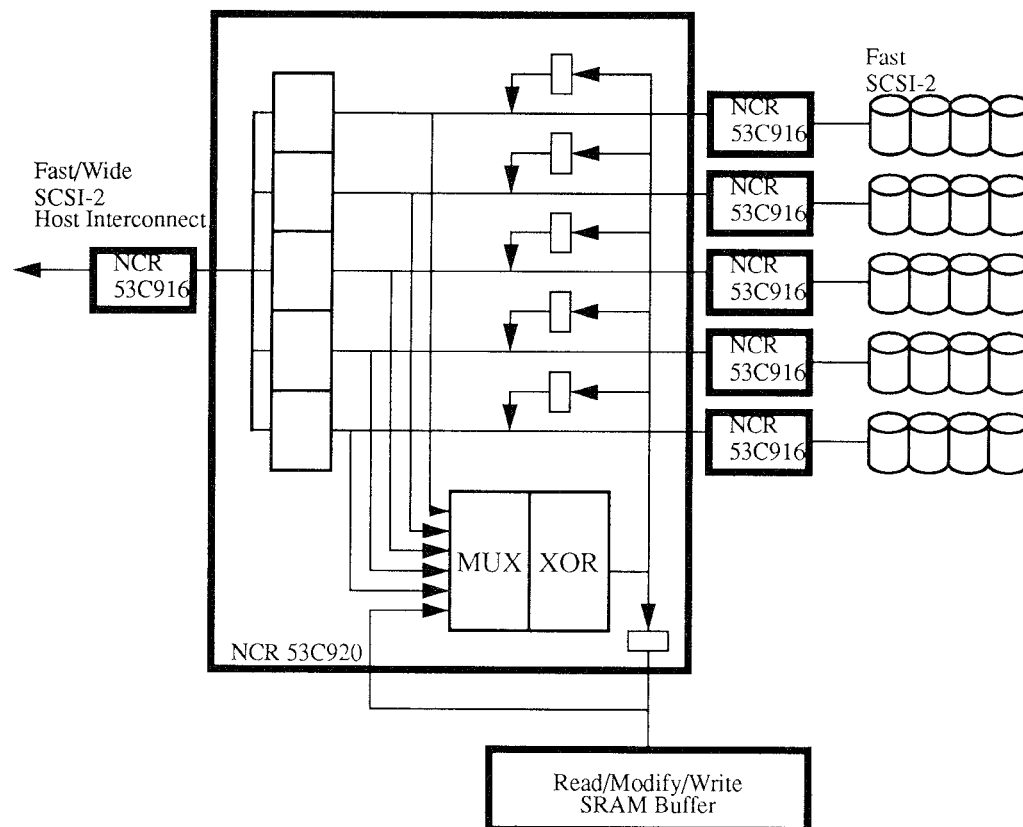 Fast
SCSI-2
NCR
53C916
Fast/Wide
SCSI-2
Host Interconnect
NCR
53C916
NCR
53C916
NCR
53C916
NCR
53C916
NCR
53C916
MUX
XOR
NCR 53C920
Read/Modify/Write
SRAM Buffer